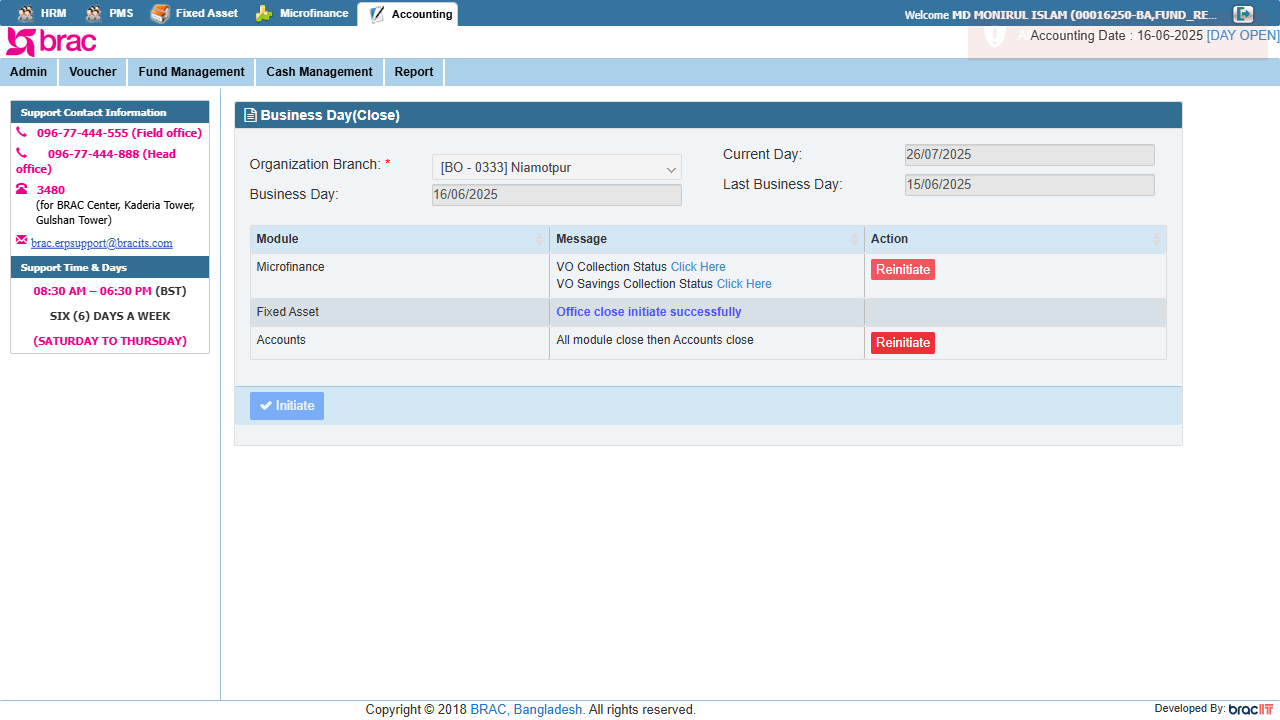 HRM PMS Fixed Asset Microfinance Accounting Welcome MD MONIRUL ISLAM (00016250-BA,FUND_RE...
brac
Accounting Date : 16-06-2025 [DAY OPEN]
Admin Voucher Fund Management Cash Management Report
Support Contact Information
096-77-444-555 (Field office)
096-77-444-888 (Head
office)
3480
(for BRAC Center, Kaderia Tower,
Gulshan Tower)
brac.erpsupport@bracits.com
Support Time & Days
08:30 AM – 06:30 PM (BST)
SIX (6) DAYS A WEEK
(SATURDAY TO THURSDAY)
Business Day(Close)
Organization Branch: * [BO - 0333] Niamotpur
Current Day: 26/07/2025
Business Day: 16/06/2025
Last Business Day: 15/06/2025
Module Message Action
Microfinance VO Collection Status Click Here Reinitiate
VO Savings Collection Status Click Here
Fixed Asset Office close initiate successfully
Accounts All module close then Accounts close Reinitiate
Initiate
Copyright © 2018 BRAC, Bangladesh. All rights reserved.
Developed By: bracIT